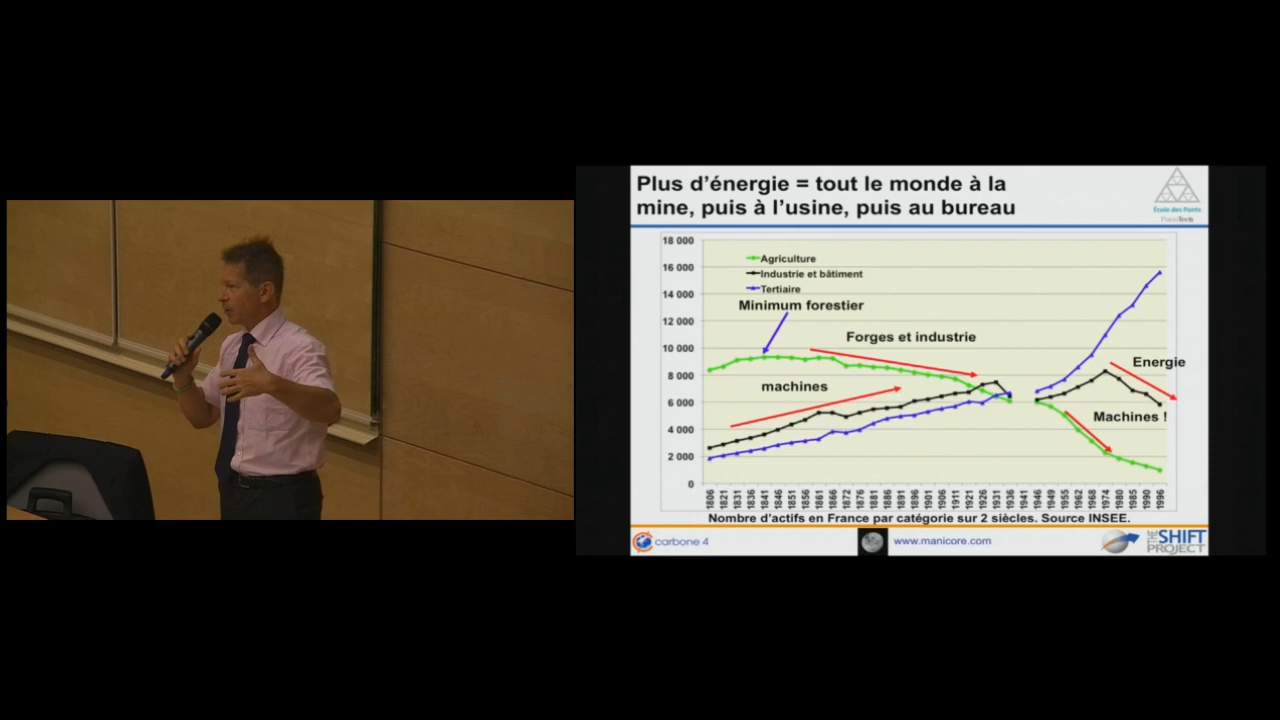 Plus d'énergie = tout le monde à la
mine, puis à l'usine, puis au bureau
École des Ponts
ParisTech
18 000
16 000
14 000
12 000
10 000
8 000
6 000
4 000
2 000
0
Agriculture
Industrie et bâtiment
Tertiaire
Minimum forestier
Forges et industrie
machines
Energie
Machines !
1806 1821 1831 1836 1841 1846 1851 1856 1861 1866 1872 1876 1881 1886 1891 1896 1901 1906 1911 1921 1926 1931 1936 1941 1946 1949 1955 1962 1968 1974 1980 1985 1990 1996
Nombre d'actifs en France par catégorie sur 2 siècles. Source INSEE.
carbone 4
www.manicore.com
THE SHIFT
PROJECT